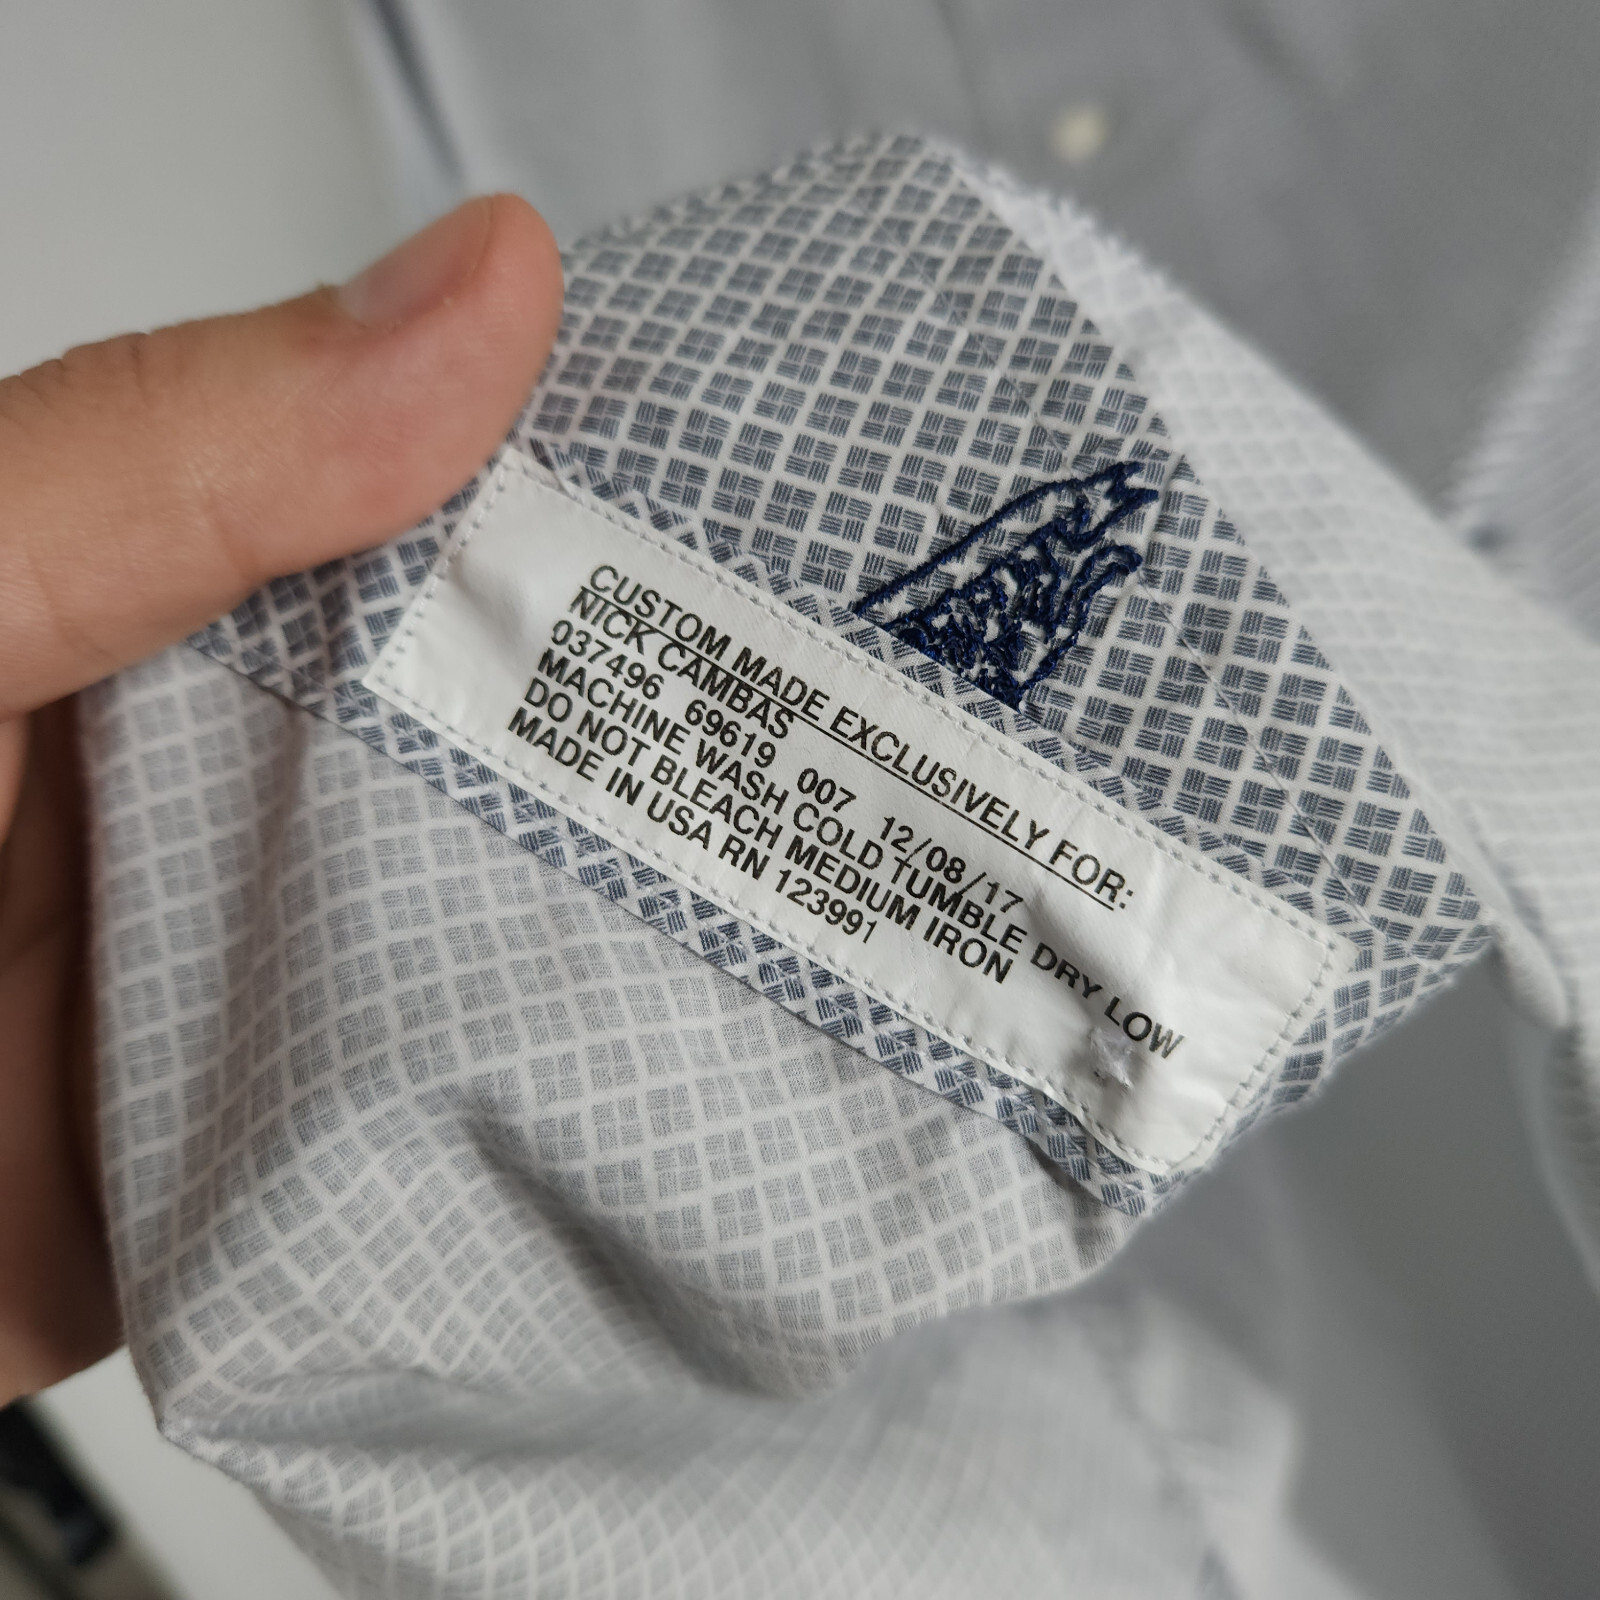 CUSTOM MADE EXCLUSIVELY FOR:
NICK CAMBAS
037496 69619 007 12/08/17
MACHINE WASH COLD TUMBLE DRY LOW
DO NOT BLEACH MEDIUM IRON
MADE IN USA RN 123991